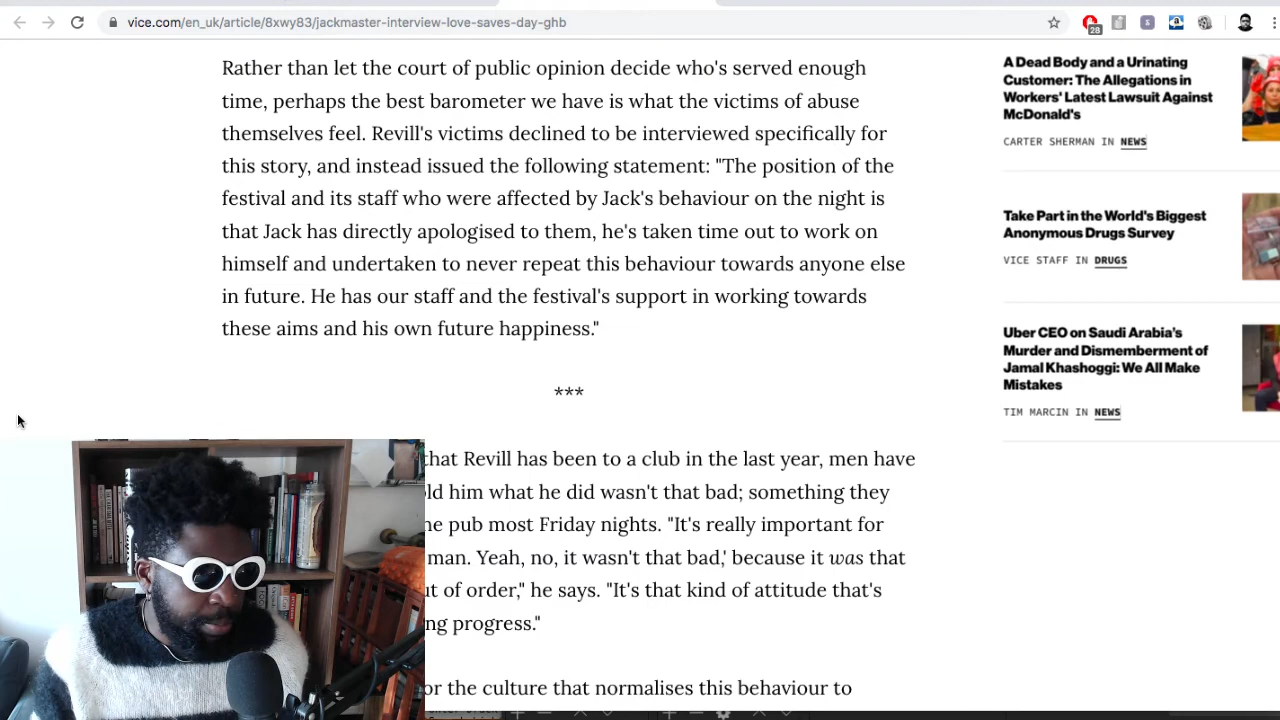 vice.com/en_uk/article/8xwy83/jackmaster-interview-love-saves-day-ghb
28
Rather than let the court of public opinion decide who's served enough
time, perhaps the best barometer we have is what the victims of abuse
themselves feel. Revill's victims declined to be interviewed specifically for
this story, and instead issued the following statement: "The position of the
festival and its staff who were affected by Jack's behaviour on the night is
that Jack has directly apologised to them, he's taken time out to work on
himself and undertaken to never repeat this behaviour towards anyone else
in future. He has our staff and the festival's support in working towards
these aims and his own future happiness."
***
that Revill has been to a club in the last year, men have
old him what he did wasn't that bad; something they
pub most Friday nights. "It's really important for
man. Yeah, no, it wasn't that bad,' because it was that
ut of order," he says. "It's that kind of attitude that's
ng progress."
or the culture that normalises this behaviour to
A Dead Body and a Urinating
Customer: The Allegations in
Workers' Latest Lawsuit Against
McDonald's
CARTER SHERMAN IN NEWS
Take Part in the World's Biggest
Anonymous Drugs Survey
VICE STAFF IN DRUGS
Uber CEO on Saudi Arabia's
Murder and Dismemberment of
Jamal Khashoggi: We All Make
Mistakes
TIM MARCIN IN NEWS